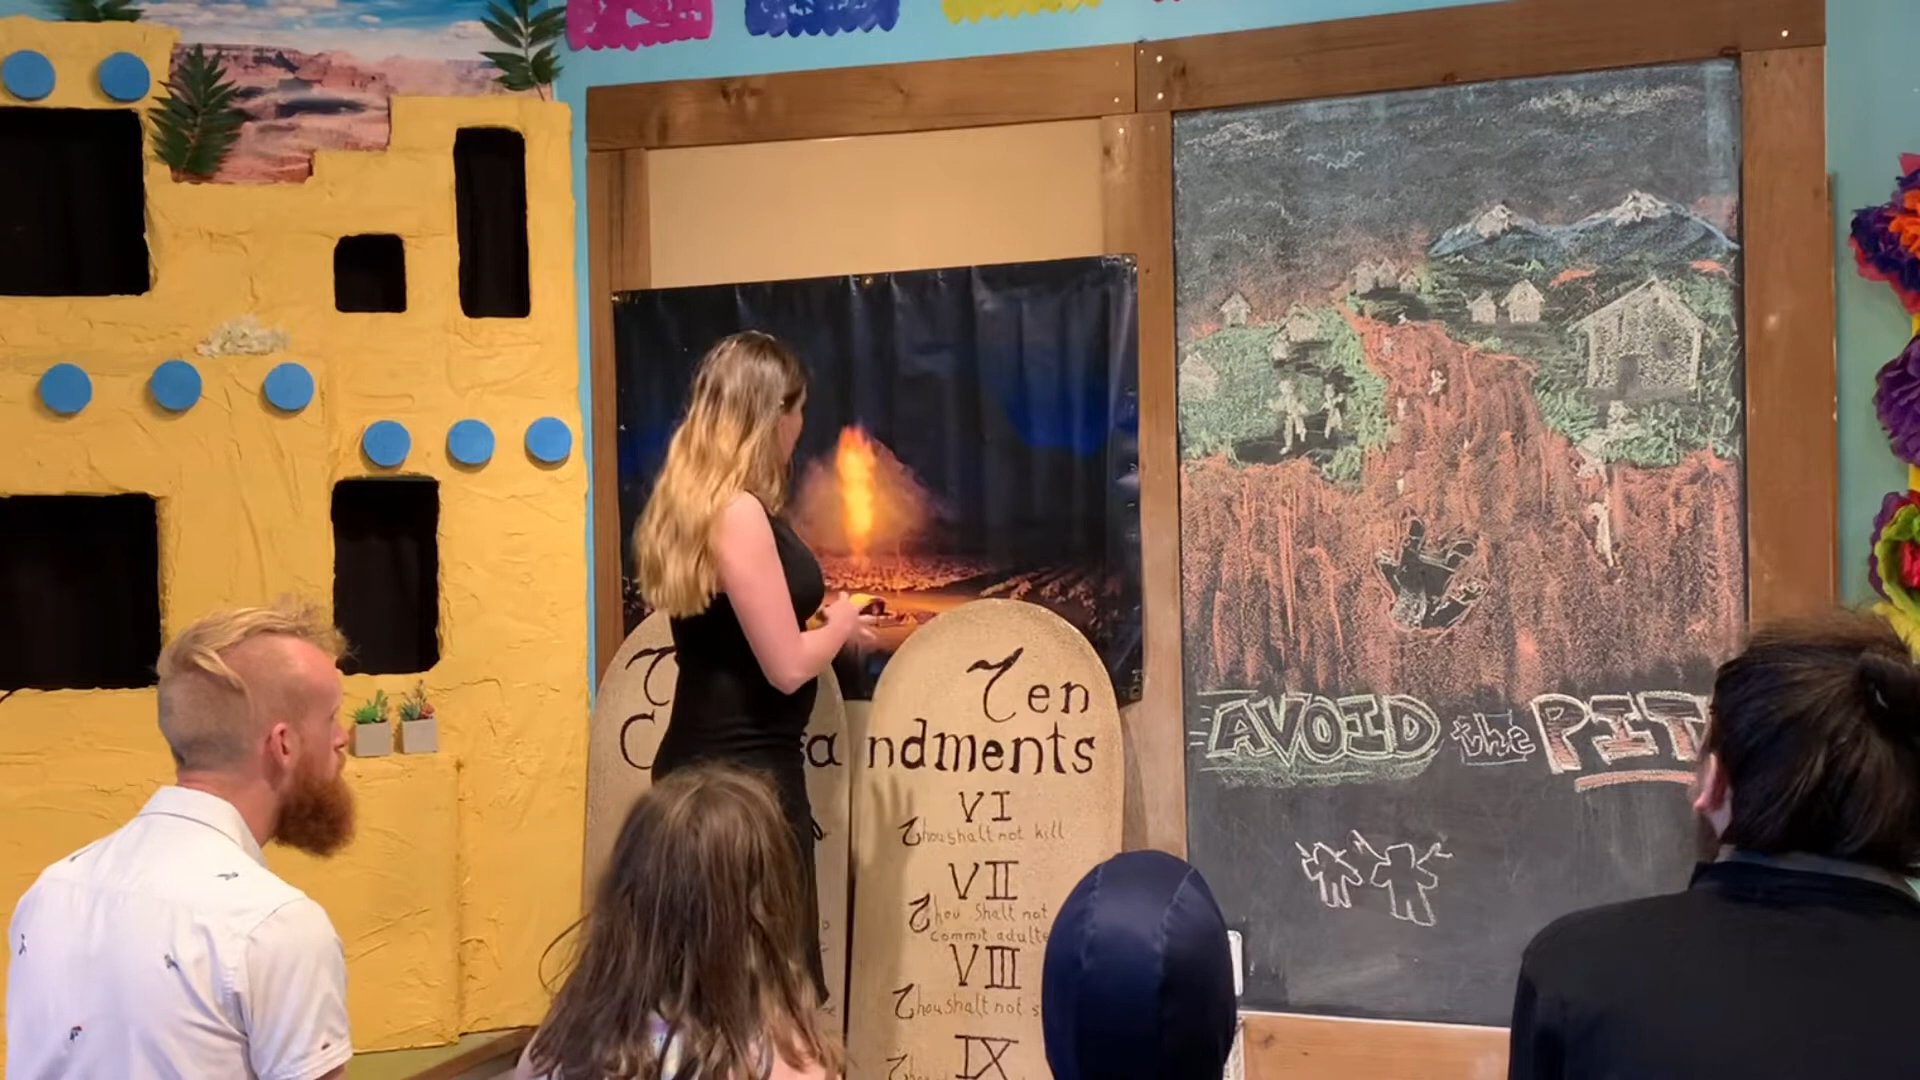 Ten
ndments
VI
Thou shalt not kill
VII
Thou Shalt not
commit
VIII
Thou shalt not
IX
AVOID the PIT